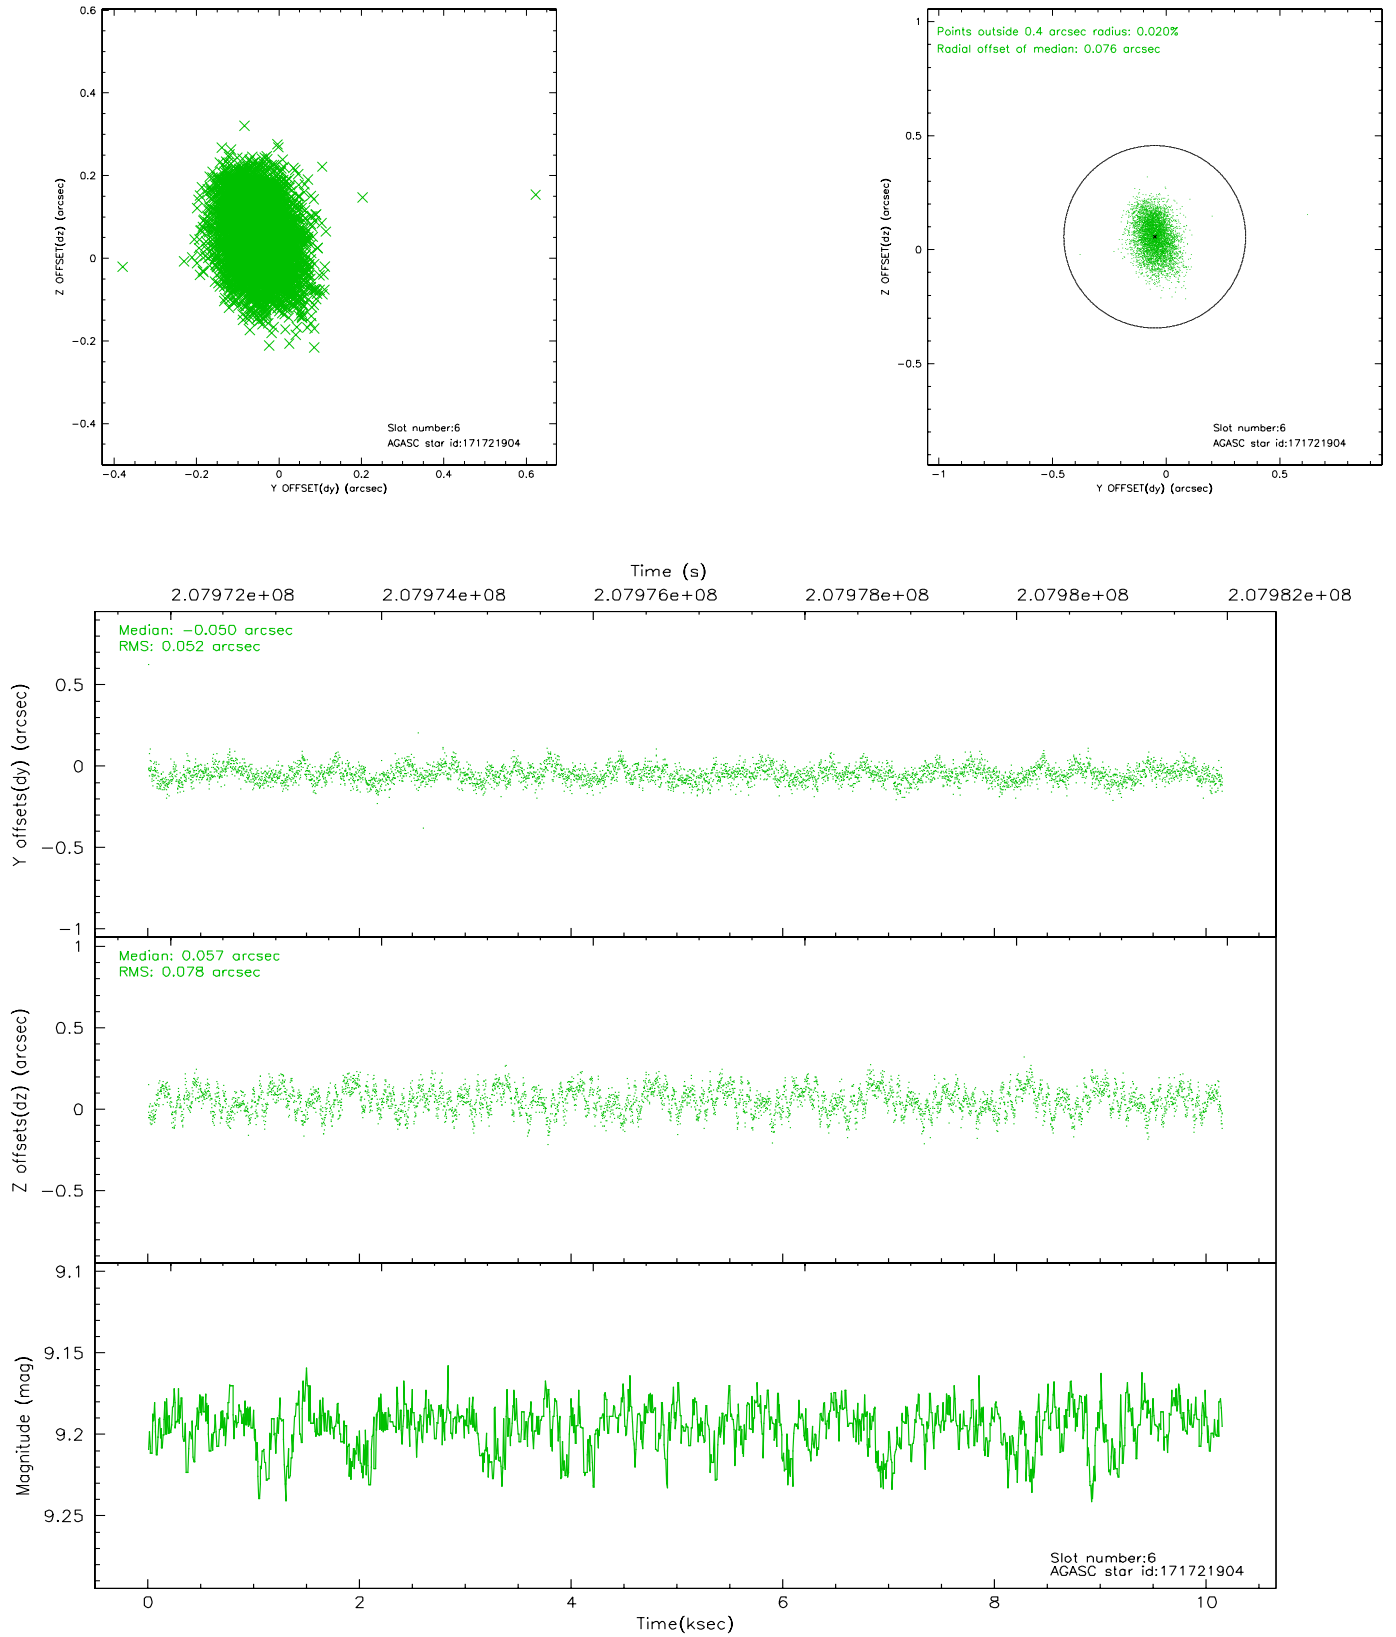 0.6
0.4
0.2
0
−0.2
−0.4
Z OFFSET(dz) (arcsec)
Slot number:6
AGASC star id:171721904
−0.4 −0.2 0 0.2 0.4 0.6
Y OFFSET(dy) (arcsec)
Points outside 0.4 arcsec radius: 0.020%
Radial offset of median: 0.076 arcsec
1
0.5
0
−0.5
Z OFFSET(dz) (arcsec)
Slot number:6
AGASC star id:171721904
−1 −0.5 0 0.5
Y OFFSET(dy) (arcsec)
Time (s)
2.07972e+08 2.07974e+08 2.07976e+08 2.07978e+08 2.0798e+08 2.07982e+08
Median: −0.050 arcsec
RMS: 0.052 arcsec
0.5
0
−0.5
−1
Y offsets(dy) (arcsec)
Median: 0.057 arcsec
RMS: 0.078 arcsec
1
0.5
0
−0.5
Z offsets(dz) (arcsec)
9.1
9.15
9.2
9.25
Magnitude (mag)
Slot number:6
AGASC star id:171721904
0 2 4 6 8 10
Time(ksec)